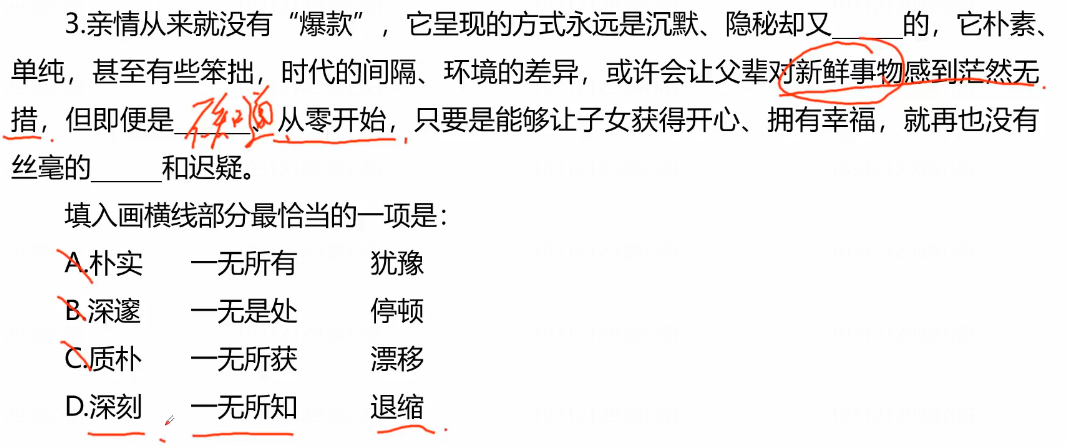 3.亲情从来就没有“爆款”，它呈现的方式永远是沉默、隐秘却又_____的，它朴素、
单纯，甚至有些笨拙，时代的间隔、环境的差异，或许会让父辈对新鲜事物感到茫然无
措，但即便是_____、从零开始，只要是能够让子女获得开心、拥有幸福，就再也没有
丝毫的_____和迟疑。
填入画横线部分最恰当的一项是：
A.朴实 一无所有 犹豫
B.深邃 一无是处 停顿
C.质朴 一无所获 漂移
D.深刻 一无所知 退缩